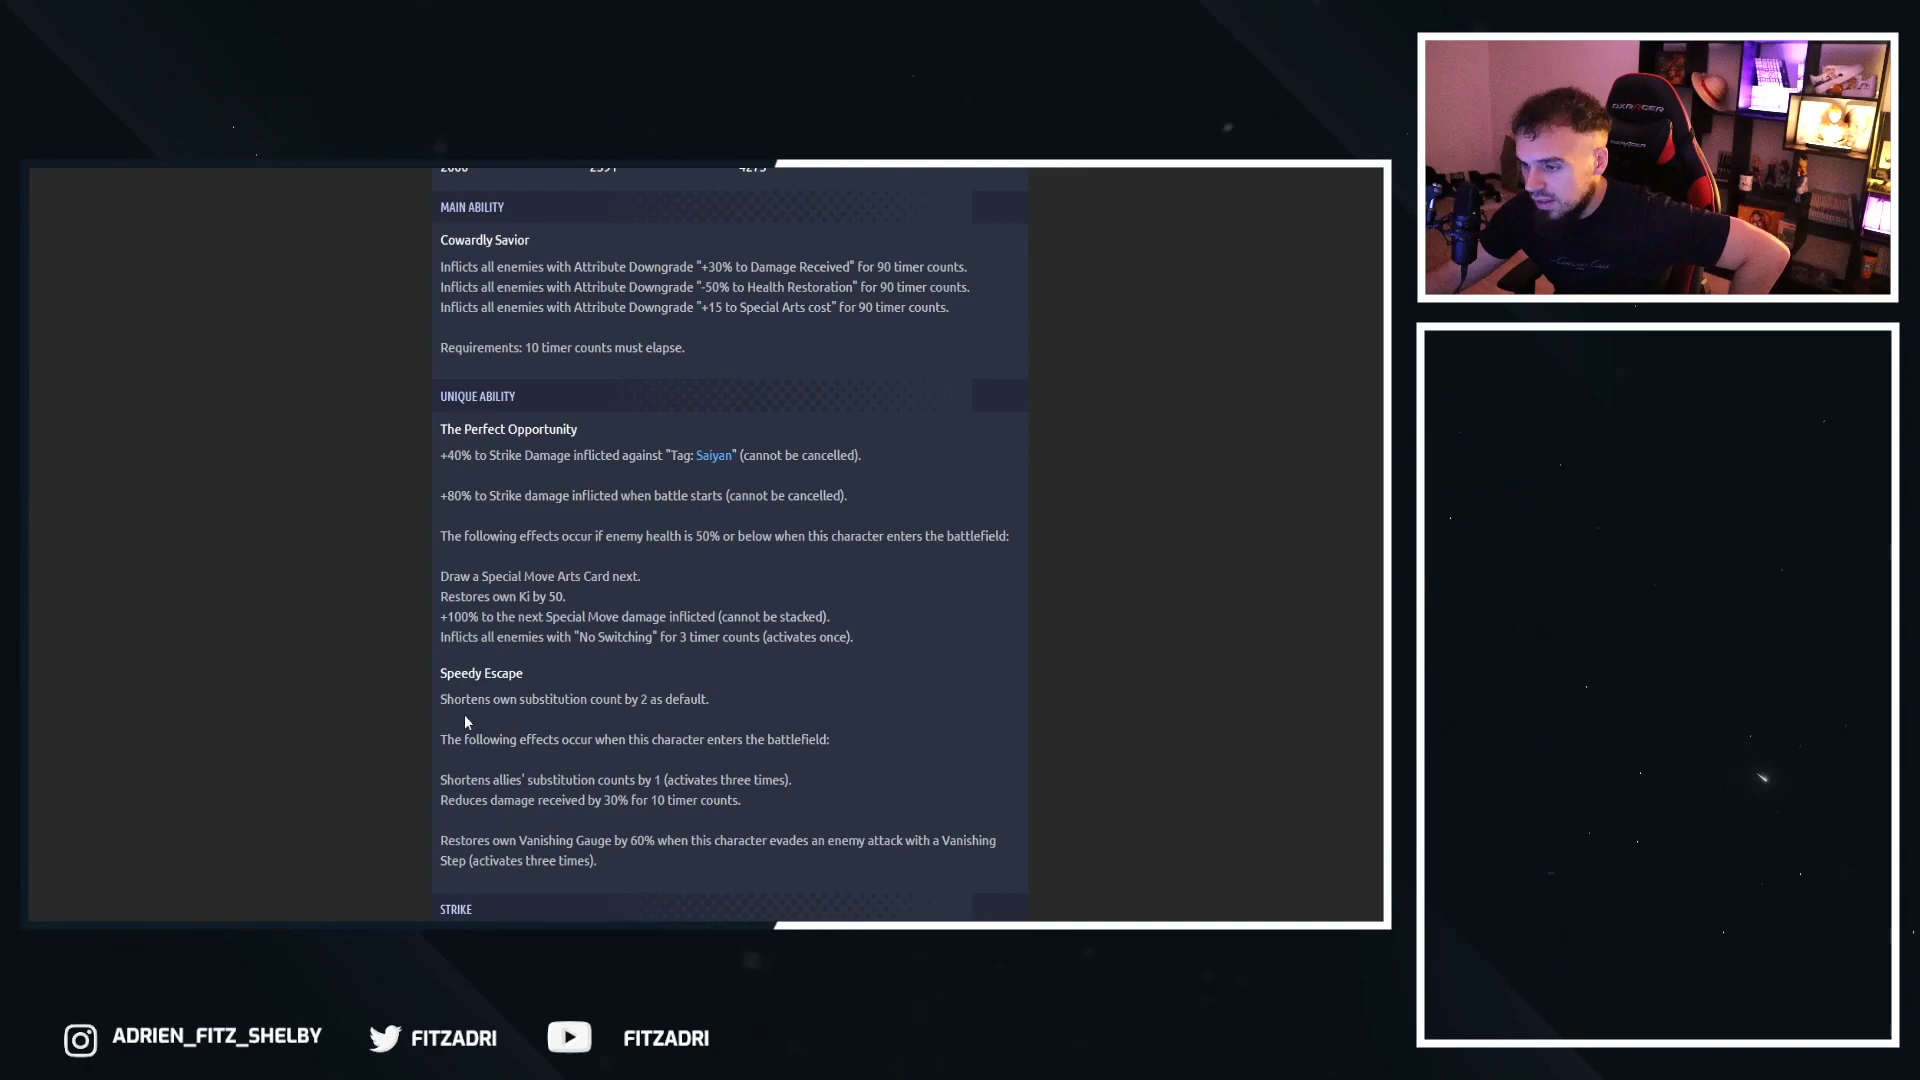 MAIN ABILITY
Cowardly Savior
Inflicts all enemies with Attribute Downgrade "+30% to Damage Received" for 90 timer counts.
Inflicts all enemies with Attribute Downgrade "-50% to Health Restoration" for 90 timer counts.
Inflicts all enemies with Attribute Downgrade "+15 to Special Arts cost" for 90 timer counts.
Requirements: 10 timer counts must elapse.
UNIQUE ABILITY
The Perfect Opportunity
+40% to Strike Damage inflicted against "Tag: Saiyan" (cannot be cancelled).
+80% to Strike damage inflicted when battle starts (cannot be cancelled).
The following effects occur if enemy health is 50% or below when this character enters the battlefield:
Draw a Special Move Arts Card next.
Restores own Ki by 50.
+100% to the next Special Move damage inflicted (cannot be stacked).
Inflicts all enemies with "No Switching" for 3 timer counts (activates once).
Speedy Escape
Shortens own substitution count by 2 as default.
The following effects occur when this character enters the battlefield:
Shortens allies' substitution counts by 1 (activates three times).
Reduces damage received by 30% for 10 timer counts.
Restores own Vanishing Gauge by 60% when this character evades an enemy attack with a Vanishing
Step (activates three times).
STRIKE
ADRIEN_FITZ_SHELBY
FITZADRI
FITZADRI